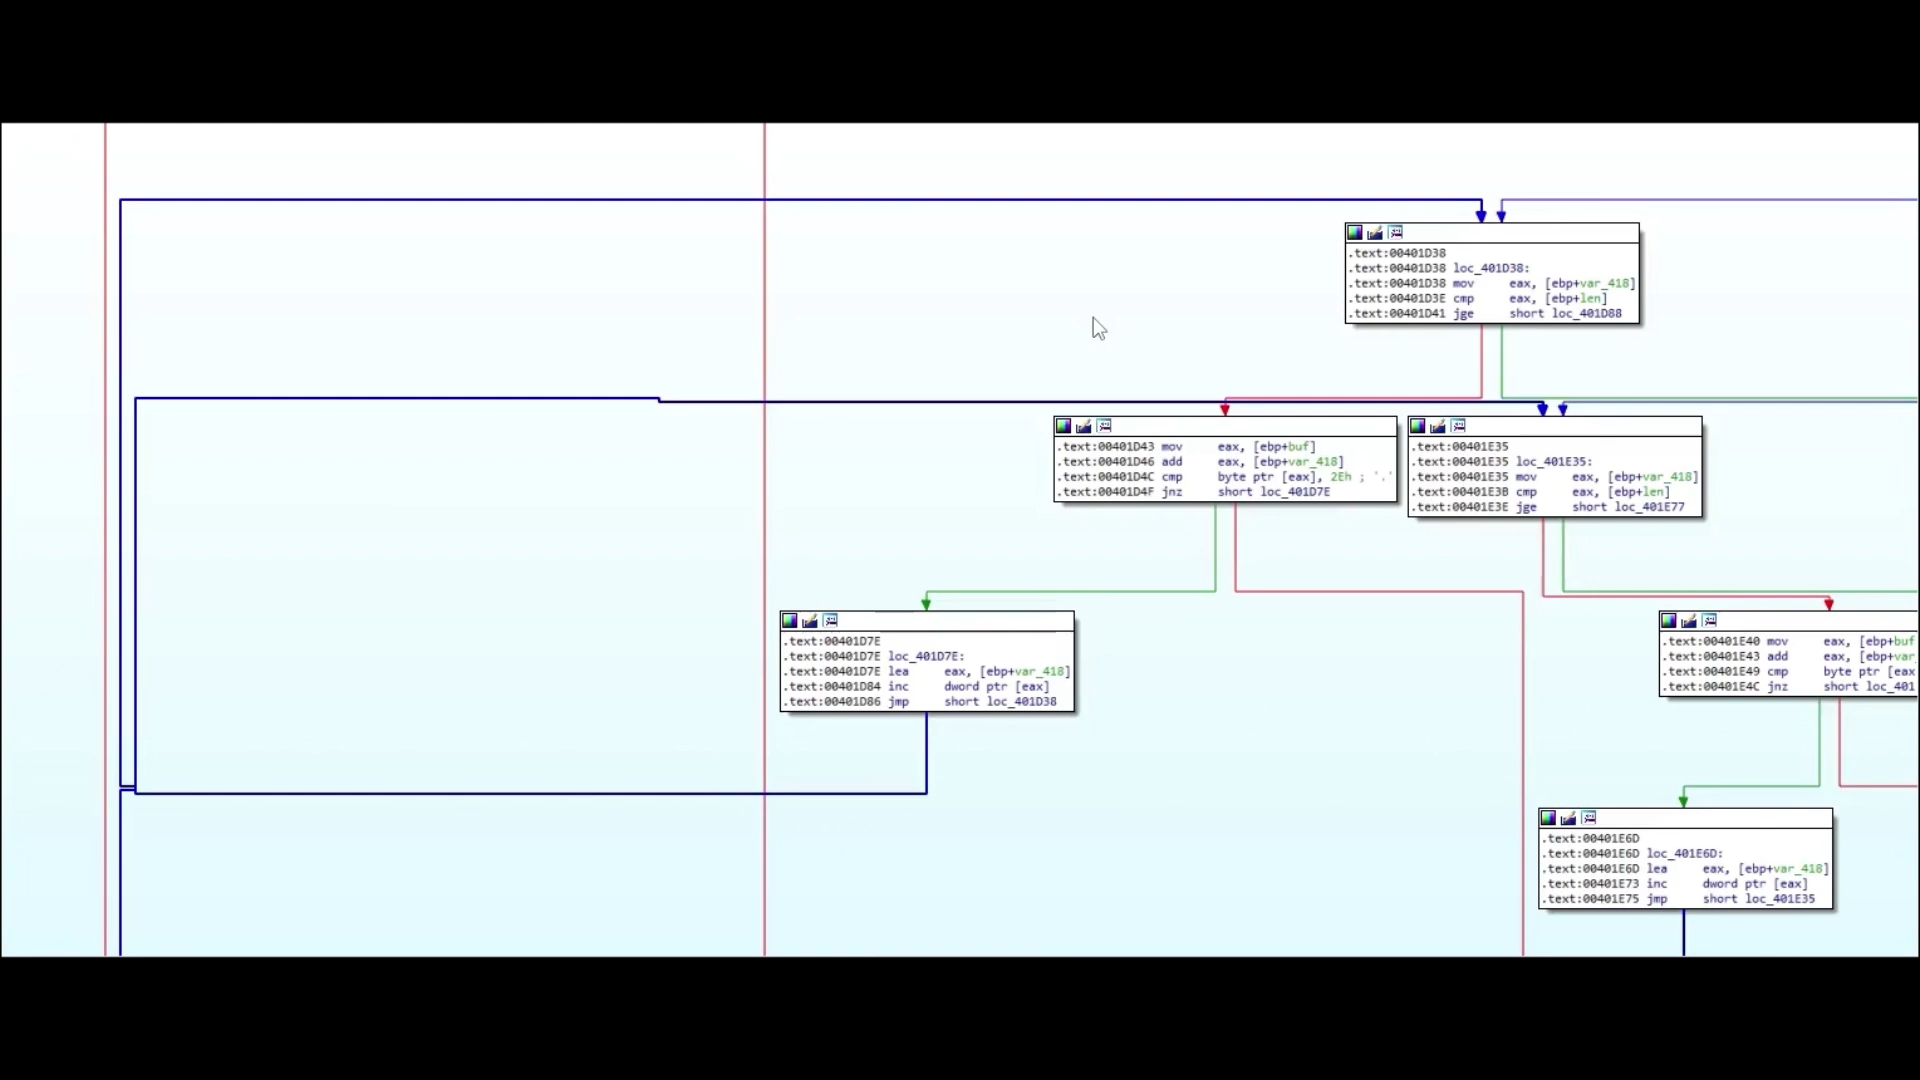 .text:00401D38
.text:00401D38 loc_401D38:
.text:00401D38 mov eax, [ebp+var_418]
.text:00401D3E cmp eax, [ebp+len]
.text:00401D41 jge short loc_401D88
.text:00401D43 mov eax, [ebp+buf]
.text:00401D46 add eax, [ebp+var_418]
.text:00401D4C cmp byte ptr [eax], 2Eh ; '.'
.text:00401D4F jnz short loc_401D7E
.text:00401E35
.text:00401E35 loc_401E35:
.text:00401E35 mov eax, [ebp+var_418]
.text:00401E3B cmp eax, [ebp+len]
.text:00401E3E jge short loc_401E77
.text:00401D7E
.text:00401D7E loc_401D7E:
.text:00401D7E lea eax, [ebp+var_418]
.text:00401D84 inc dword ptr [eax]
.text:00401D86 jmp short loc_401D38
.text:00401E40 mov eax, [ebp+buf
.text:00401E43 add eax, [ebp+var_
.text:00401E49 cmp byte ptr [eax
.text:00401E4C jnz short loc_401
.text:00401E6D
.text:00401E6D loc_401E6D:
.text:00401E6D lea eax, [ebp+var_418]
.text:00401E73 inc dword ptr [eax]
.text:00401E75 jmp short loc_401E35